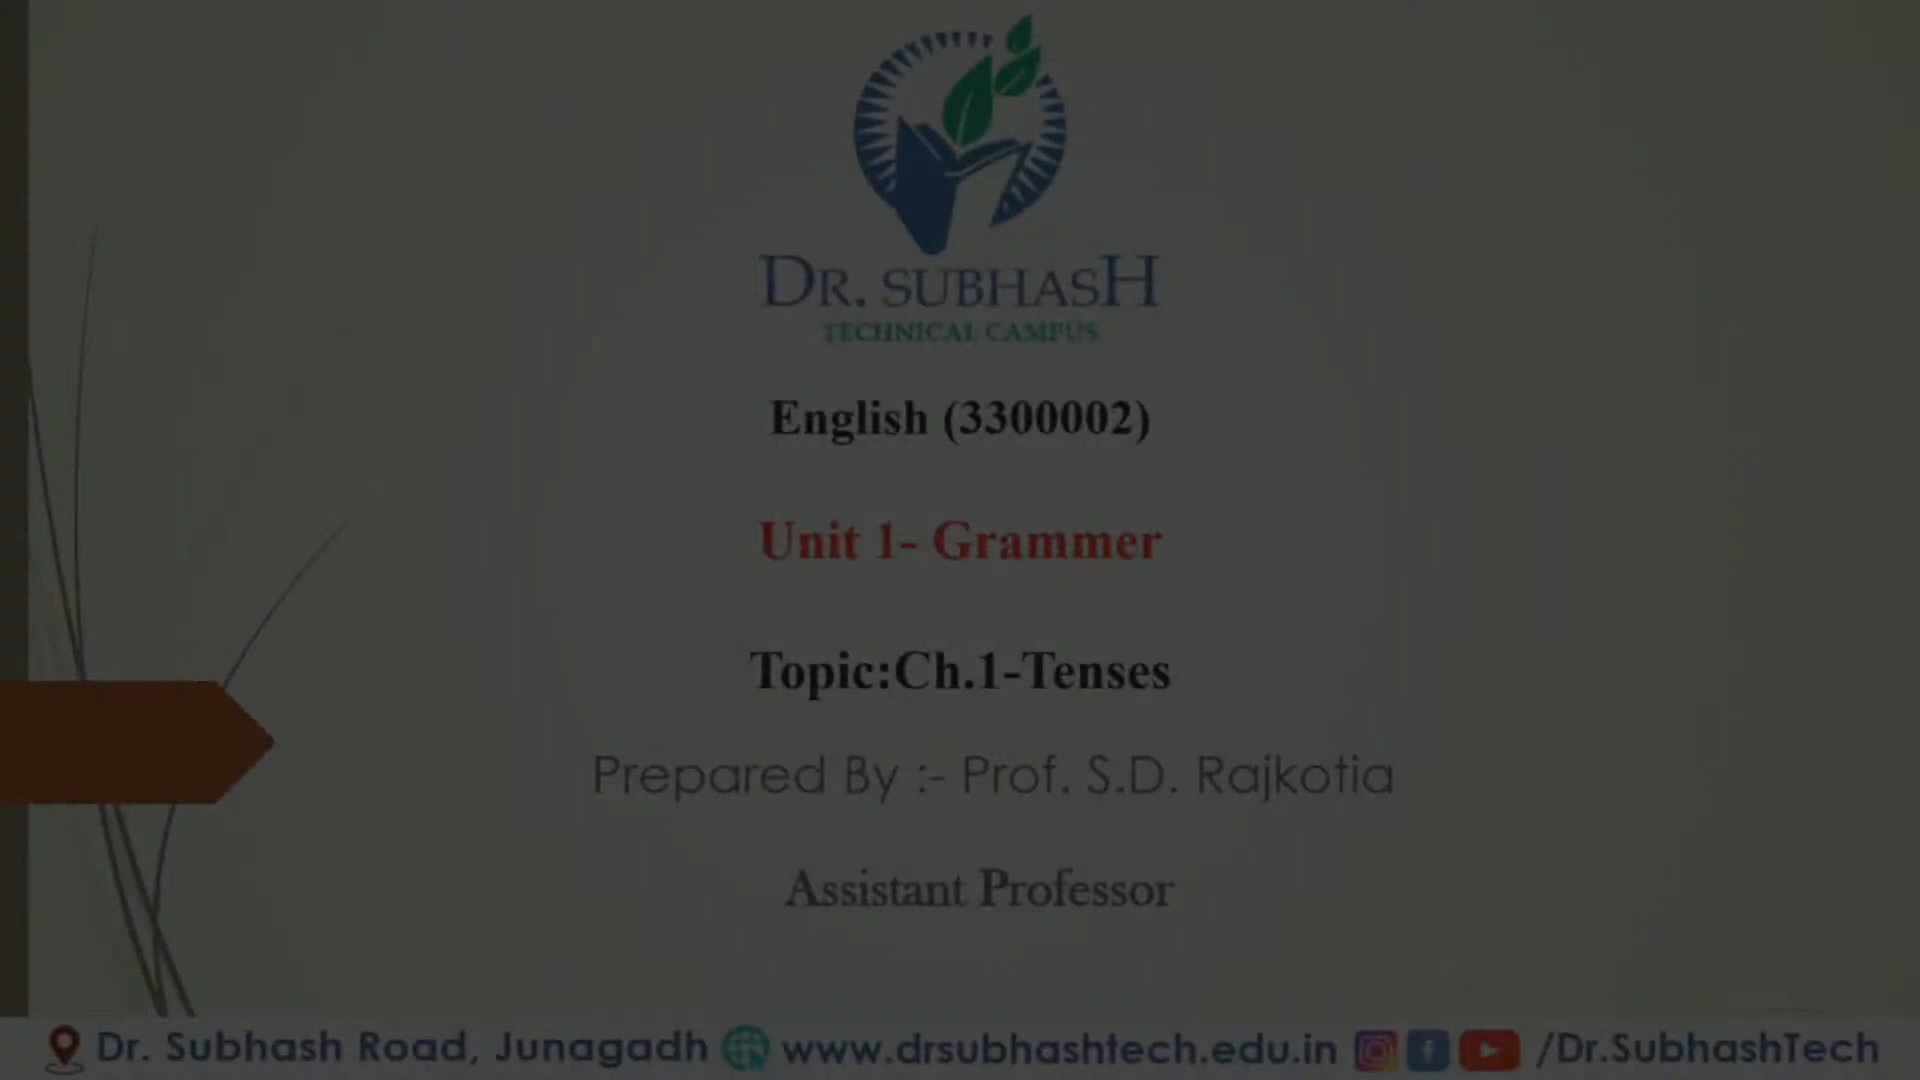 DR. SUBHASH
TECHNICAL CAMPUS
English (3300002)
Unit 1- Grammer
Topic:Ch.1-Tenses
Prepared By :- Prof. S.D. Rajkotia
Assistant Professor
Dr. Subhash Road, Junagadh www.drsubhashtech.edu.in /Dr.SubhashTech